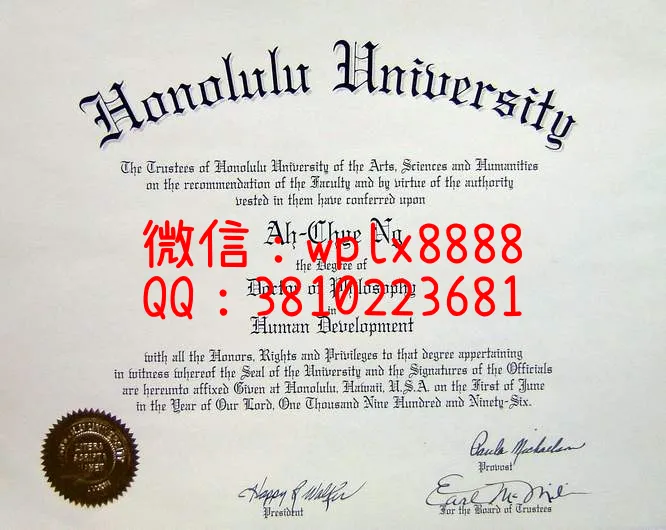 Honolulu University
The Trustees of Honolulu University of the Arts, Sciences and Humanities
on the recommendation of the Faculty and by virtue of the authority
vested in them have conferred upon
Ah-Chye Ng
微信：wptx8888
the Degree of
Doctor of Philosophy
QQ：3810223681
in
Human Development
with all the Honors, Rights and Privileges to that degree appertaining
in witness whereof the Seal of the University and the Signatures of the Officials
are hereunto affixed Given at Honolulu, Hawaii, U.S.A. on the First of June
in the Year of Our Lord, One Thousand Nine Hundred and Ninety-Six.
Paula
Provost
President
For the Board of Trustees